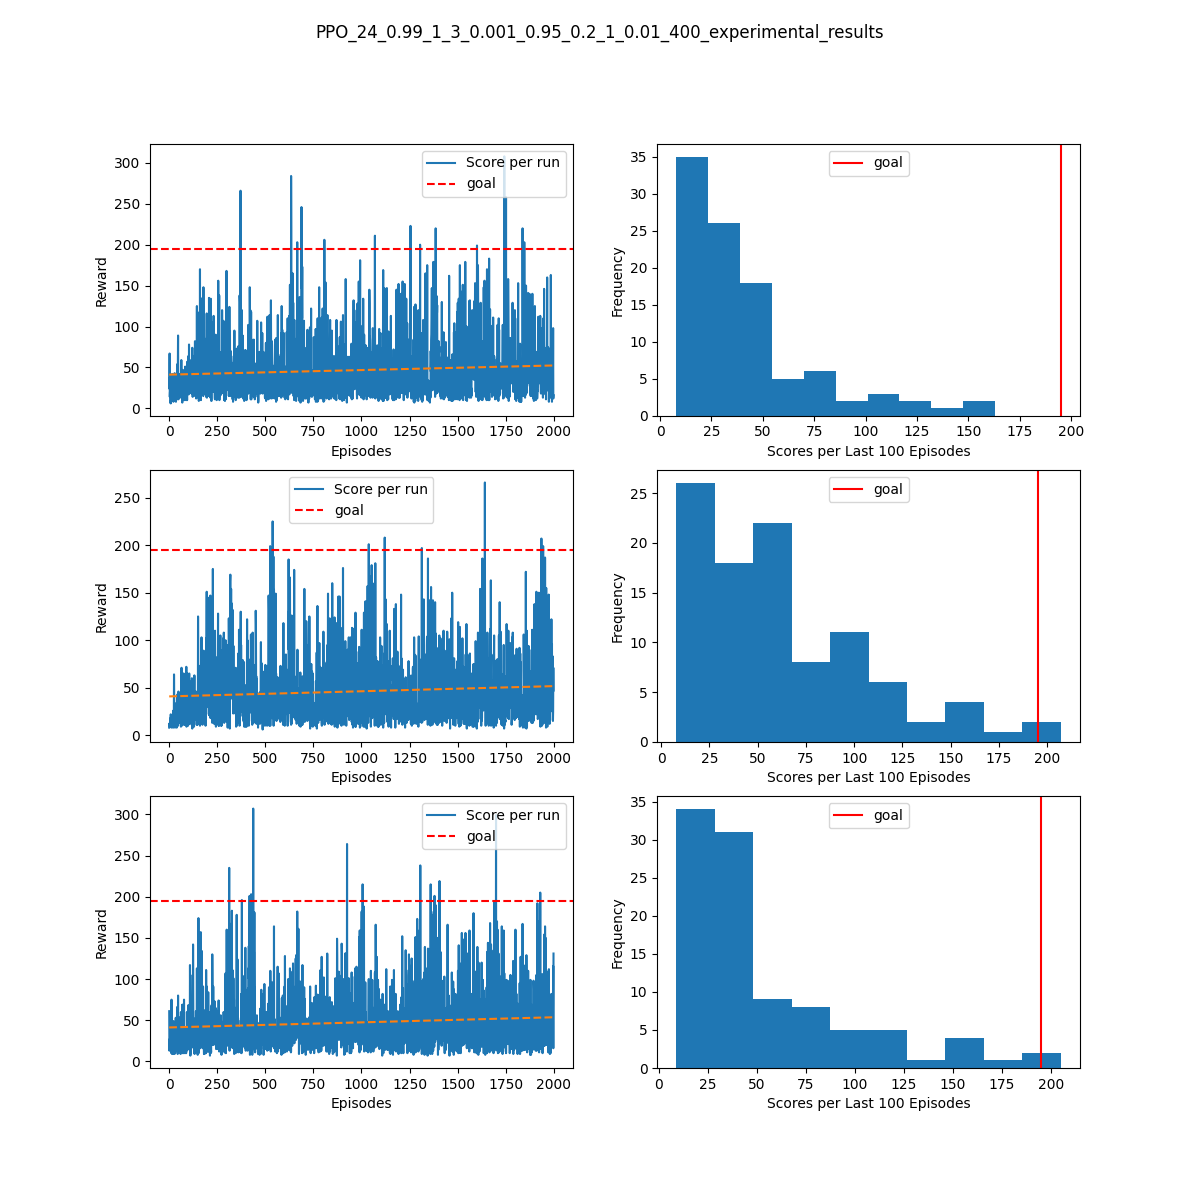 PPO_24_0.99_1_3_0.001_0.95_0.2_1_0.01_400_experimental_results
Score per run
goal
Reward
300
250
200
150
100
50
0
0 250 500 750 1000 1250 1500 1750 2000
Episodes
goal
Frequency
35
30
25
20
15
10
5
0
0 25 50 75 100 125 150 175 200
Scores per Last 100 Episodes
Score per run
goal
Reward
250
200
150
100
50
0
0 250 500 750 1000 1250 1500 1750 2000
Episodes
goal
Frequency
25
20
15
10
5
0
0 25 50 75 100 125 150 175 200
Scores per Last 100 Episodes
Score per run
goal
Reward
300
250
200
150
100
50
0
0 250 500 750 1000 1250 1500 1750 2000
Episodes
goal
Frequency
35
30
25
20
15
10
5
0
0 25 50 75 100 125 150 175 200
Scores per Last 100 Episodes